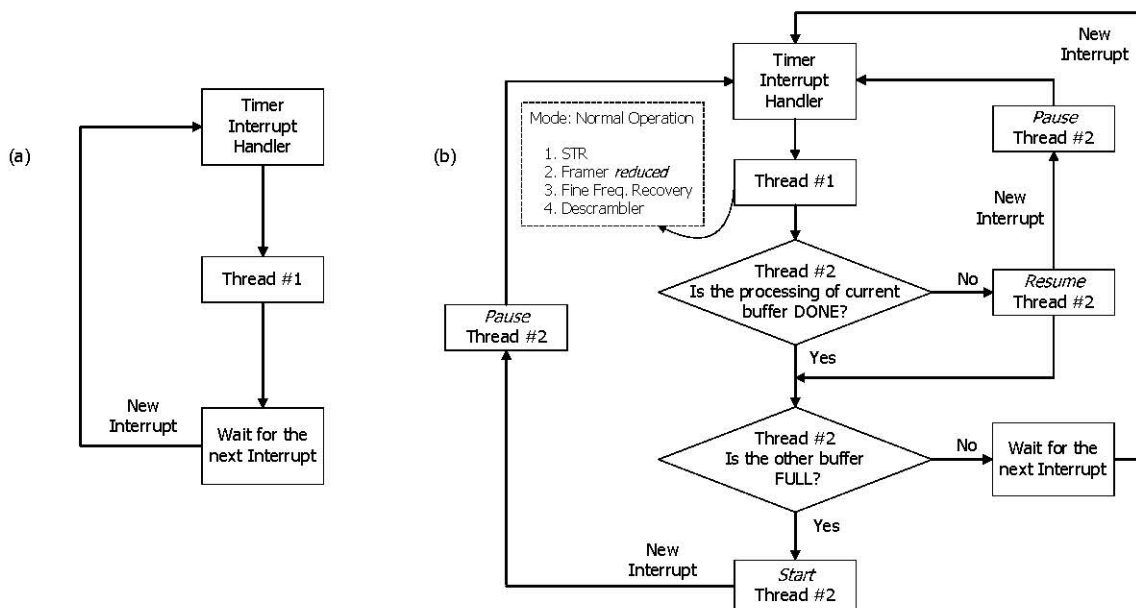 (a)
Timer
Interrupt
Handler
Thread #1
New
Interrupt
Wait for the
next Interrupt
(b)
New
Interrupt
Timer
Interrupt
Handler
Pause
Thread #2
Mode: Normal Operation
1. STR
2. Framer reduced
3. Fine Freq. Recovery
4. Descrambler
Thread #1
New
Interrupt
Thread #2
Is the processing of current
buffer DONE?
No
Resume
Thread #2
Pause
Thread #2
Yes
Thread #2
Is the other buffer
FULL?
No
Wait for the
next Interrupt
Yes
New
Interrupt
Start
Thread #2